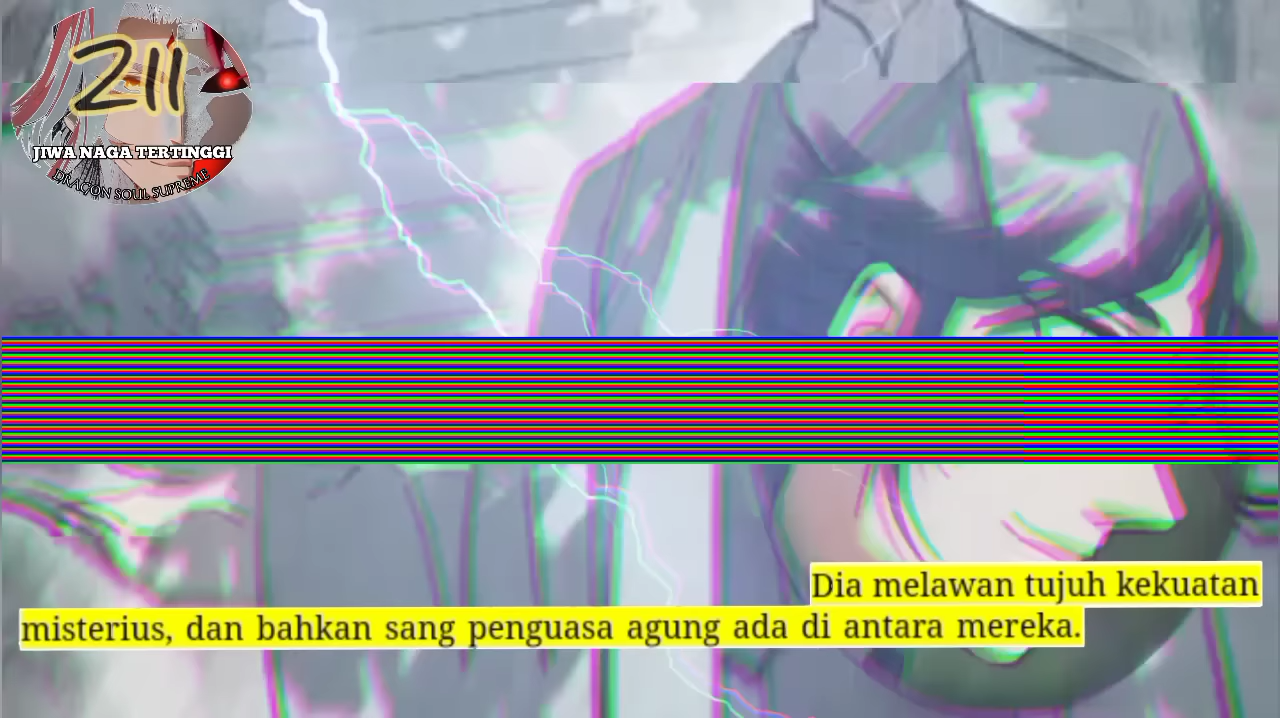 211
JIWA NAGA TERTINGGI
DRAGON SOUL SUPREME
Dia melawan tujuh kekuatan
misterius, dan bahkan sang penguasa agung ada di antara mereka.